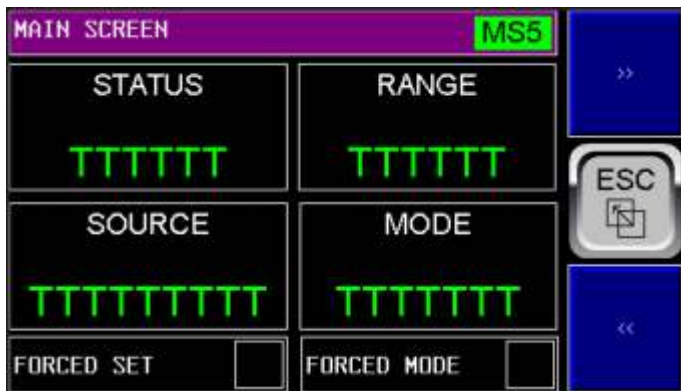 MAIN SCREEN MS5
STATUS
TTTTTT
RANGE
TTTTTT
SOURCE
TTTTTTTTT
MODE
TTTTTTT
FORCED SET
FORCED MODE
>>
ESC
<<